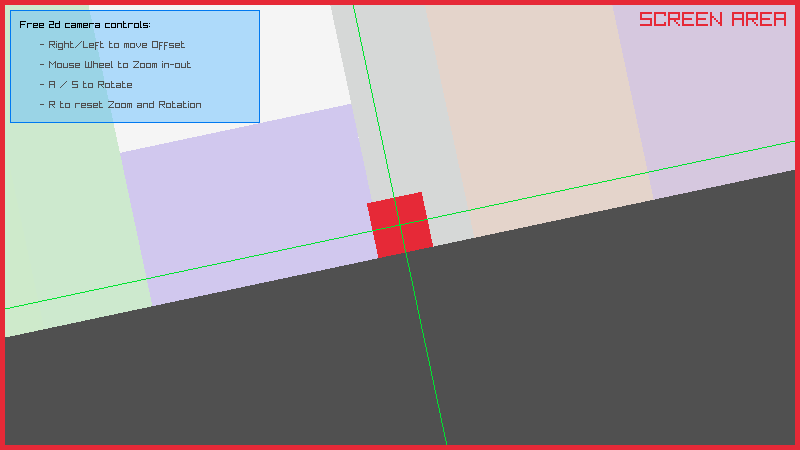 SCREEN AREA
Free 2d camera controls:
- Right/Left to move Offset
- Mouse Wheel to Zoom in-out
- A / S to Rotate
- R to reset Zoom and Rotation